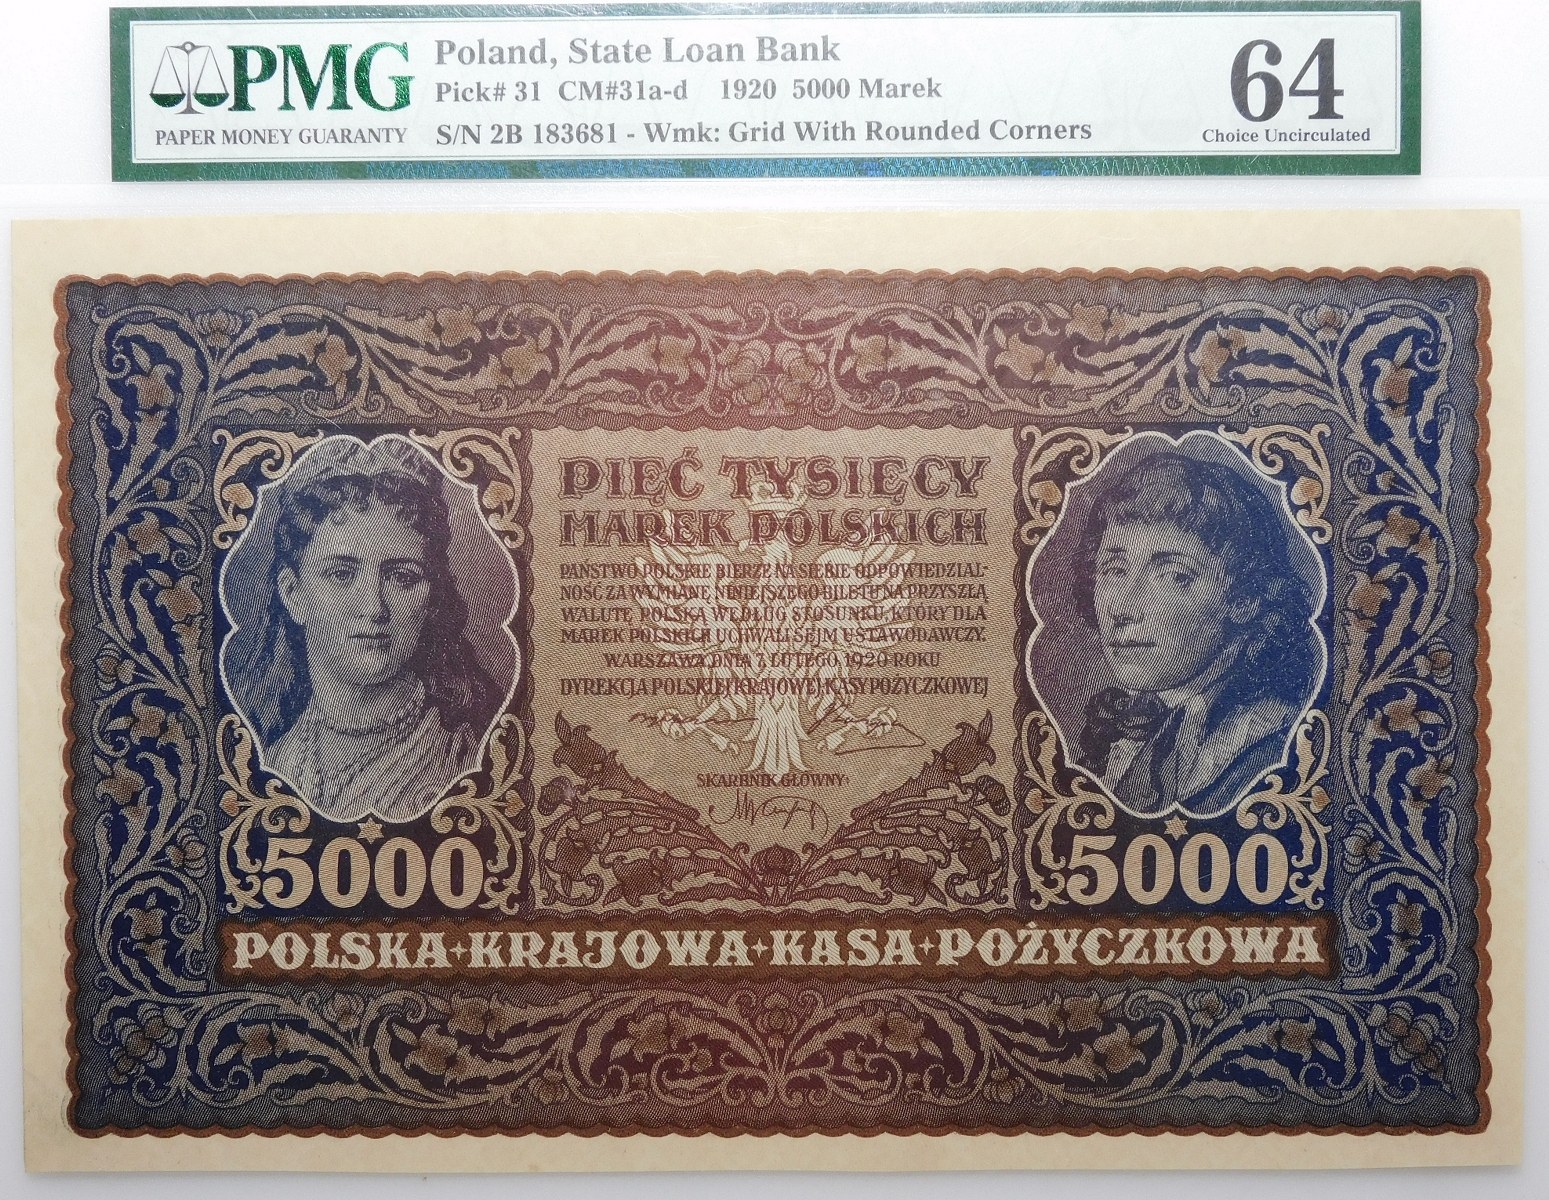 PMG
PAPER MONEY GUARANTY
Poland, State Loan Bank
Pick# 31 CM#31a-d 1920 5000 Marek
S/N 2B 183681 - Wmk: Grid With Rounded Corners
64
Choice Uncirculated
PIĘĆ TYSIĘCY
MAREK POLSKICH
PAŃSTWO POLSKIE BIERZE NA SIEBIE ODPOWIEDZIAL-
NOŚĆ ZA WYMIANĘ NINIEJSZEGO BILETU NA PRZYSZŁĄ
WALUTĘ POLSKĄ WEDŁUG STOSUNKU, KTÓRY DLA
MAREK POLSKICH UCHWALI SEJM USTAWODAWCZY.
WARSZAWA DNIA 7 LUTEGO 1920 ROKU
DYREKCJA POLSKIEJ KRAJOWEJ KASY POŻYCZKOWEJ
SKARBNIK GŁÓWNY:
5000 5000
POLSKA+KRAJOWA+KASA+POŻYCZKOWA